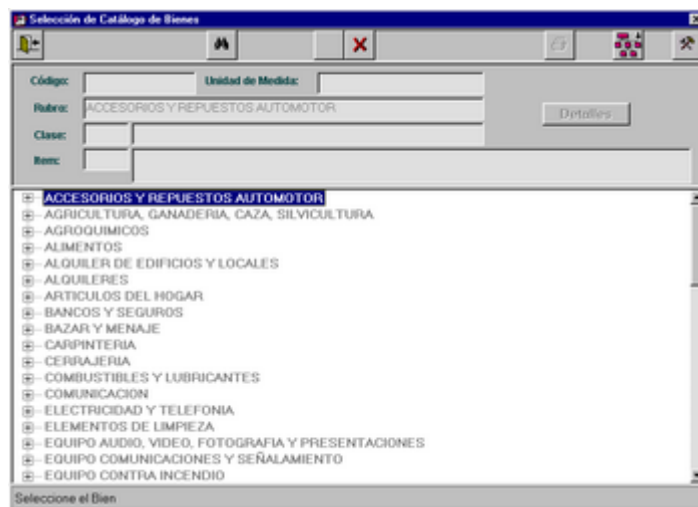 Selección de Catálogo de Bienes
Código: Unidad de Medida:
Rubro: ACCESORIOS Y REPUESTOS AUTOMOTOR
Detalles
Clase:
Item:
ACCESORIOS Y REPUESTOS AUTOMOTOR
AGRICULTURA, GANADERIA, CAZA, SILVICULTURA
AGROQUIMICOS
ALIMENTOS
ALQUILER DE EDIFICIOS Y LOCALES
ALQUILERES
ARTICULOS DEL HOGAR
BANCOS Y SEGUROS
BAZAR Y MENAJE
CARPINTERIA
CERRAJERIA
COMBUSTIBLES Y LUBRICANTES
COMUNICACION
ELECTRICIDAD Y TELEFONIA
ELEMENTOS DE LIMPIEZA
EQUIPO AUDIO, VIDEO, FOTOGRAFIA Y PRESENTACIONES
EQUIPO COMUNICACIONES Y SEÑALAMIENTO
EQUIPO CONTRA INCENDIO
Seleccione el Bien